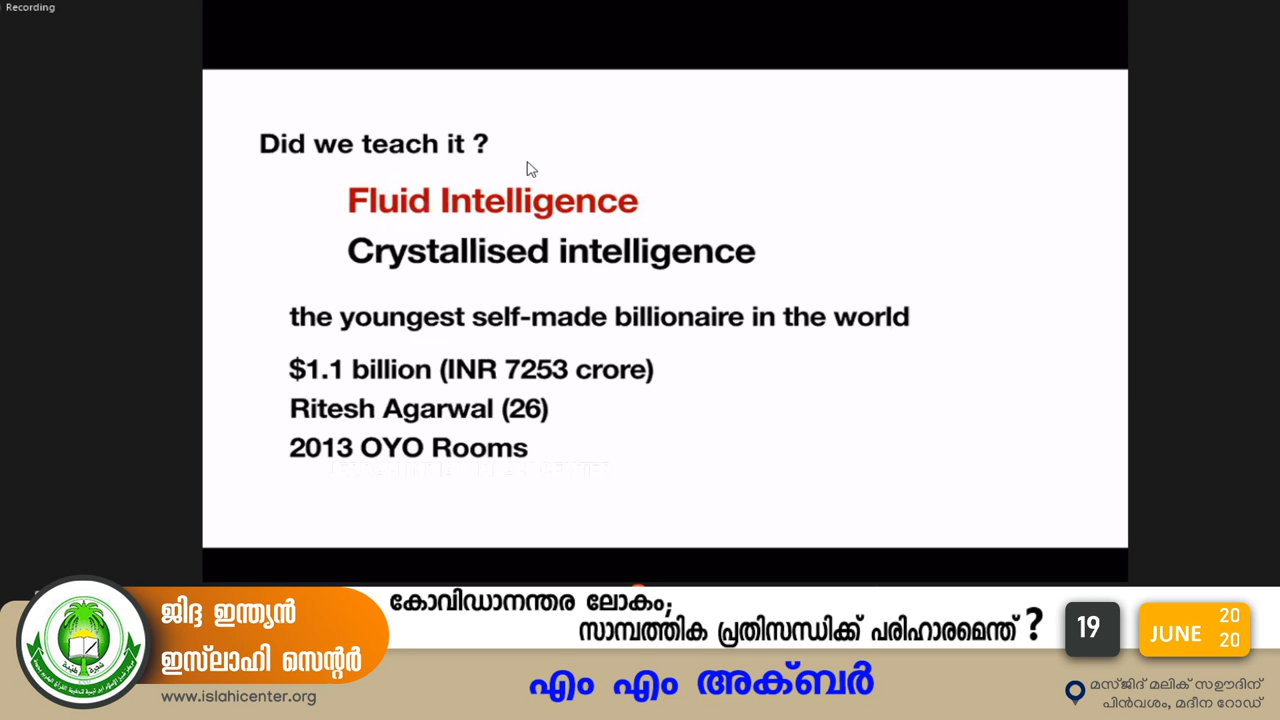 Recording
Did we teach it ?
Fluid Intelligence
Crystallised intelligence
the youngest self-made billionaire in the world
$1.1 billion (INR 7253 crore)
Ritesh Agarwal (26)
2013 OYO Rooms
ജിദ്ദ ഇന്ത്യൻ
ഇസ്‌ലാഹി സെന്റർ
www.islahicenter.org
കോവിഡാനന്തര ലോകം;
സാമ്പത്തിക പ്രതിസന്ധിക്ക് പരിഹാരമെന്ത് ?
എം എം അക്ബർ
19
JUNE
20
20
മസ്ജിദ് മലിക് സഊദിന്
പിൻവശം, മദീന റോഡ്